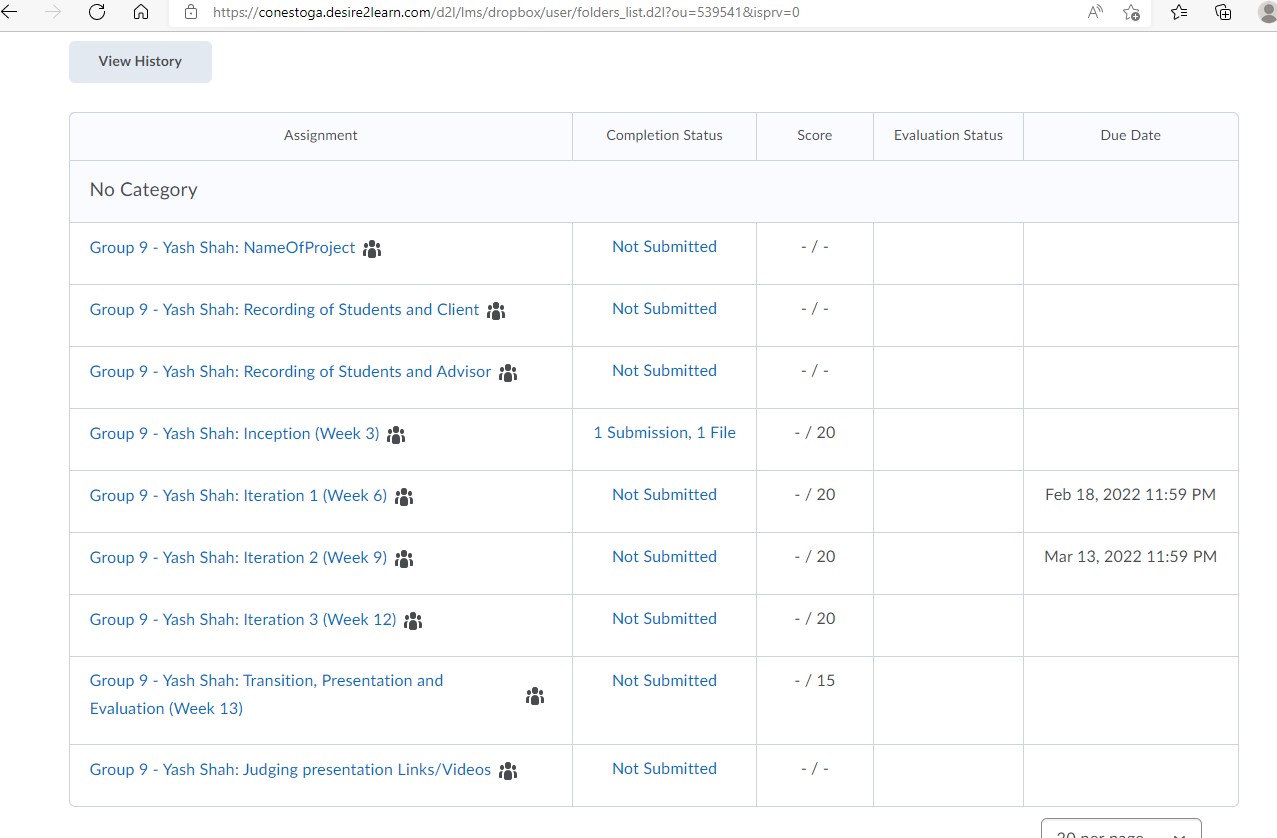 https://conestoga.desire2learn.com/d2l/lms/dropbox/user/folders_list.d2l?ou=539541&isprv=0
View History
Assignment Completion Status Score Evaluation Status Due Date
No Category
Group 9 - Yash Shah: NameOfProject Not Submitted - / -
Group 9 - Yash Shah: Recording of Students and Client Not Submitted - / -
Group 9 - Yash Shah: Recording of Students and Advisor Not Submitted - / -
Group 9 - Yash Shah: Inception (Week 3) 1 Submission, 1 File - / 20
Group 9 - Yash Shah: Iteration 1 (Week 6) Not Submitted - / 20 Feb 18, 2022 11:59 PM
Group 9 - Yash Shah: Iteration 2 (Week 9) Not Submitted - / 20 Mar 13, 2022 11:59 PM
Group 9 - Yash Shah: Iteration 3 (Week 12) Not Submitted - / 20
Group 9 - Yash Shah: Transition, Presentation and Not Submitted - / 15
Evaluation (Week 13)
Group 9 - Yash Shah: Judging presentation Links/Videos Not Submitted - / -
20 per page